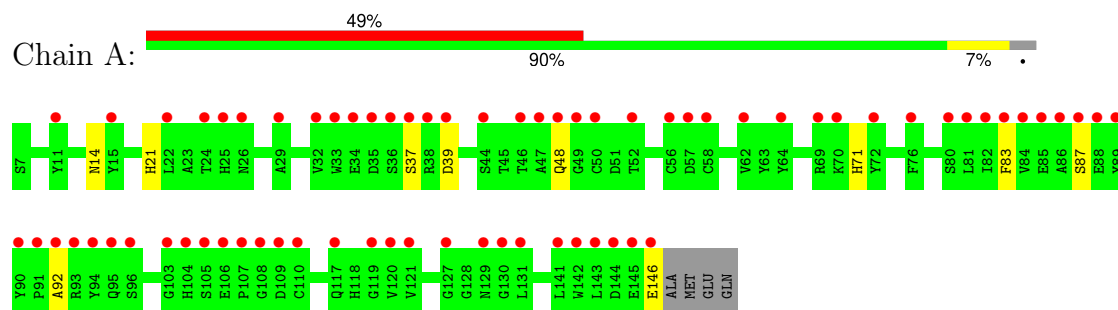 49%
Chain A:
90% 7% •
S7 Y11 N14 Y15 H21 L22 A23 T24 H25 N26 A29 V32 W33 E34 D35 S36 S37 R38 D39 S44 T45 T46 A47 Q48 G49 C50 D51 T52 C56 D57 C58 V62 Y63 Y64 R69 K70 H71 Y72 F76 S80 L81 I82 F83 V84 E85 A86 S87 E88 Y89
Y90 P91 A92 R93 Y94 Q95 S96 G103 H104 S105 E106 P107 G108 D109 C110 Q117 H118 G119 V120 V121 G127 G128 N129 G130 L131 L141 W142 L143 D144 E145 E146 ALA MET GLU GLN